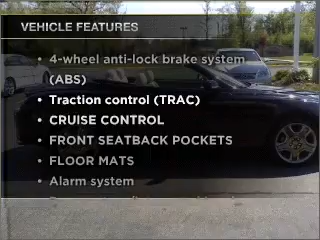 VEHICLE FEATURES
• 4-wheel anti-lock brake system
(ABS)
• Traction control (TRAC)
• CRUISE CONTROL
• FRONT SEATBACK POCKETS
• FLOOR MATS
• Alarm system